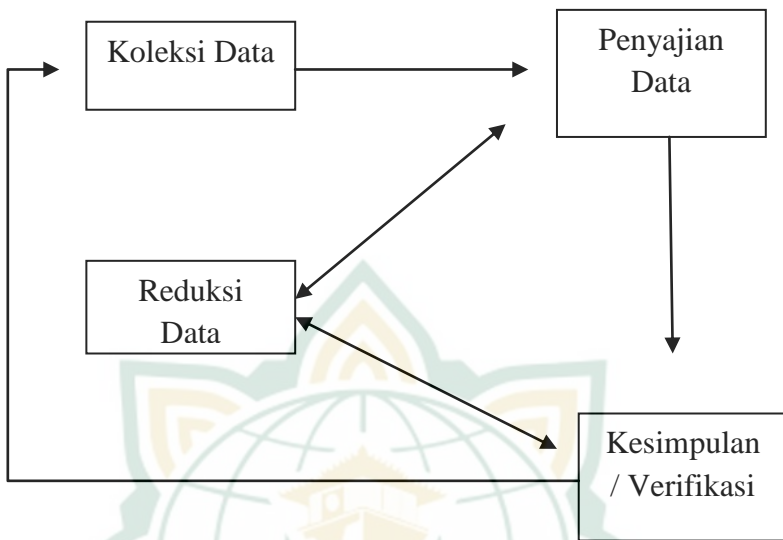 Koleksi Data
Penyajian
Data
Reduksi
Data
Kesimpulan
/ Verifikasi